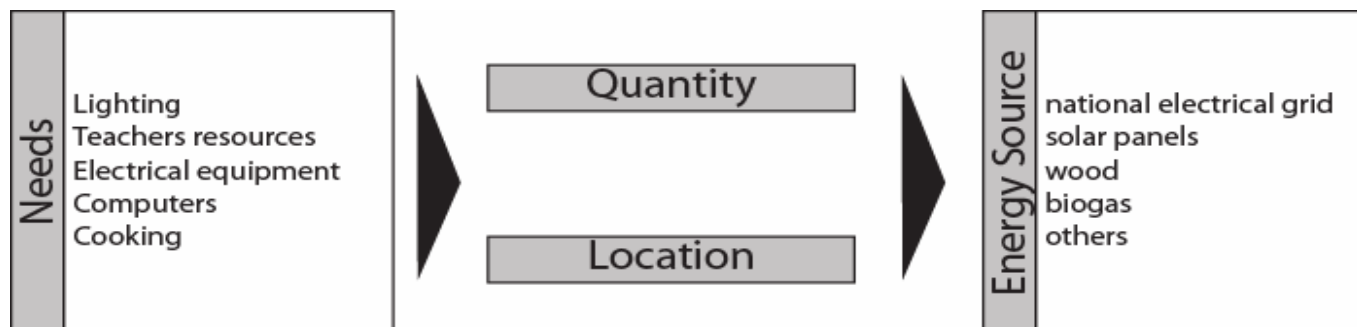 Needs
Lighting
Teachers resources
Electrical equipment
Computers
Cooking
Quantity
Location
Energy Source
national electrical grid
solar panels
wood
biogas
others